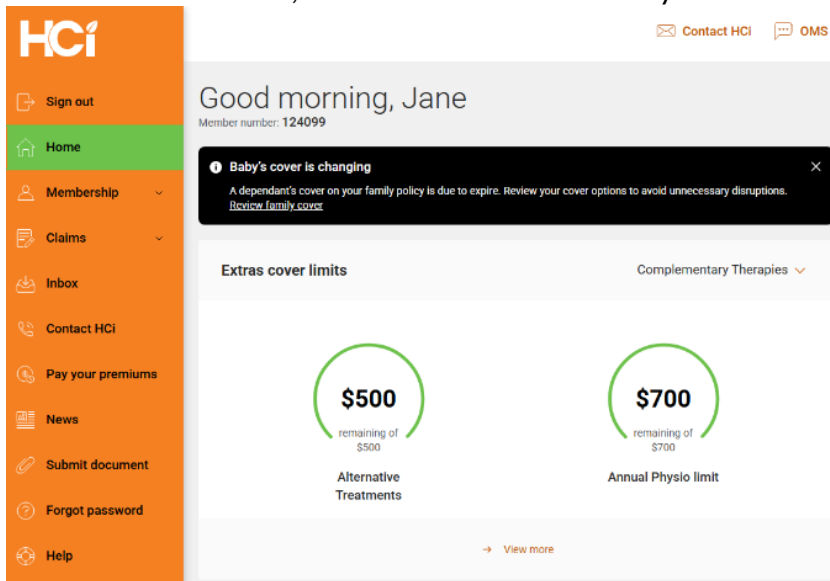 HCi
Contact HCi
OMS
Sign out
Home
Membership
Claims
Inbox
Contact HCi
Pay your premiums
News
Submit document
Forgot password
Help
Good morning, Jane
Member number: 124099
Baby's cover is changing
A dependant's cover on your family policy is due to expire. Review your cover options to avoid unnecessary disruptions.
Review family cover
Extras cover limits
Complementary Therapies
$500
remaining of
$500
Alternative
Treatments
$700
remaining of
$700
Annual Physio limit
View more